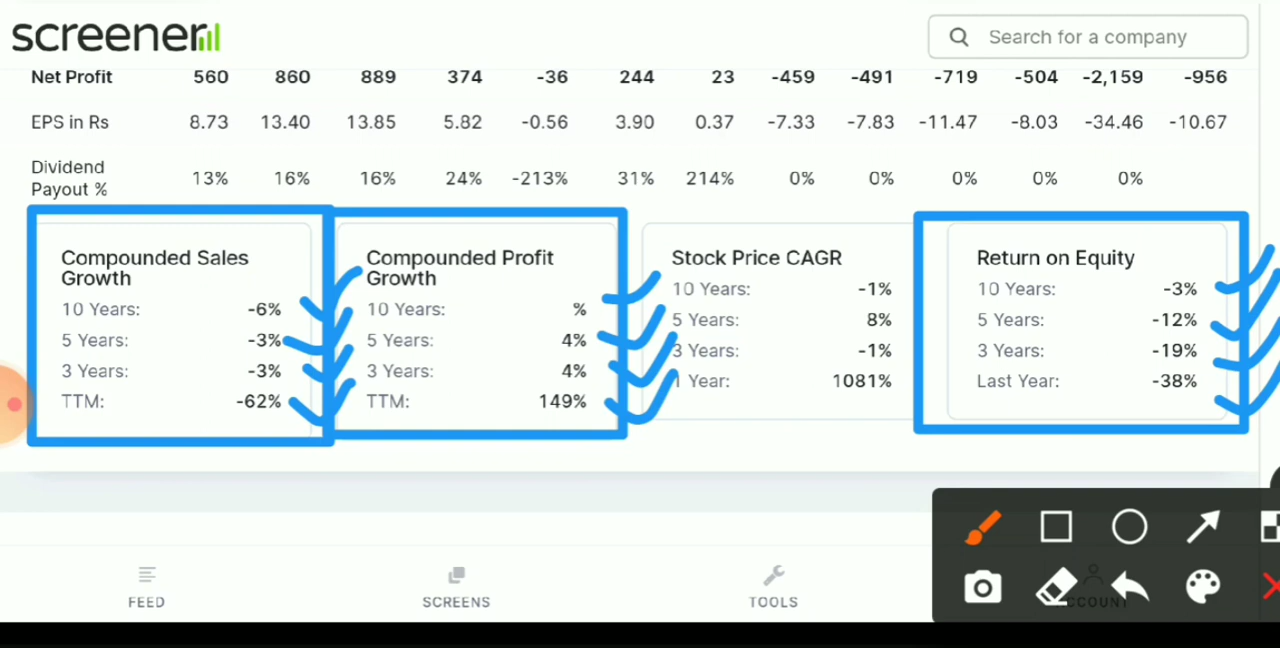 screener
Search for a company
Net Profit 560 860 889 374 -36 244 23 -459 -491 -719 -504 -2,159 -956
EPS in Rs 8.73 13.40 13.85 5.82 -0.56 3.90 0.37 -7.33 -7.83 -11.47 -8.03 -34.46 -10.67
Dividend
Payout % 13% 16% 16% 24% -213% 31% 214% 0% 0% 0% 0% 0%
Compounded Sales
Growth
10 Years: -6%
5 Years: -3%
3 Years: -3%
TTM: -62%
Compounded Profit
Growth
10 Years: %
5 Years: 4%
3 Years: 4%
TTM: 149%
Stock Price CAGR
10 Years: -1%
5 Years: 8%
3 Years: -1%
1 Year: 1081%
Return on Equity
10 Years: -3%
5 Years: -12%
3 Years: -19%
Last Year: -38%
FEED
SCREENS
TOOLS
ACCOUNT